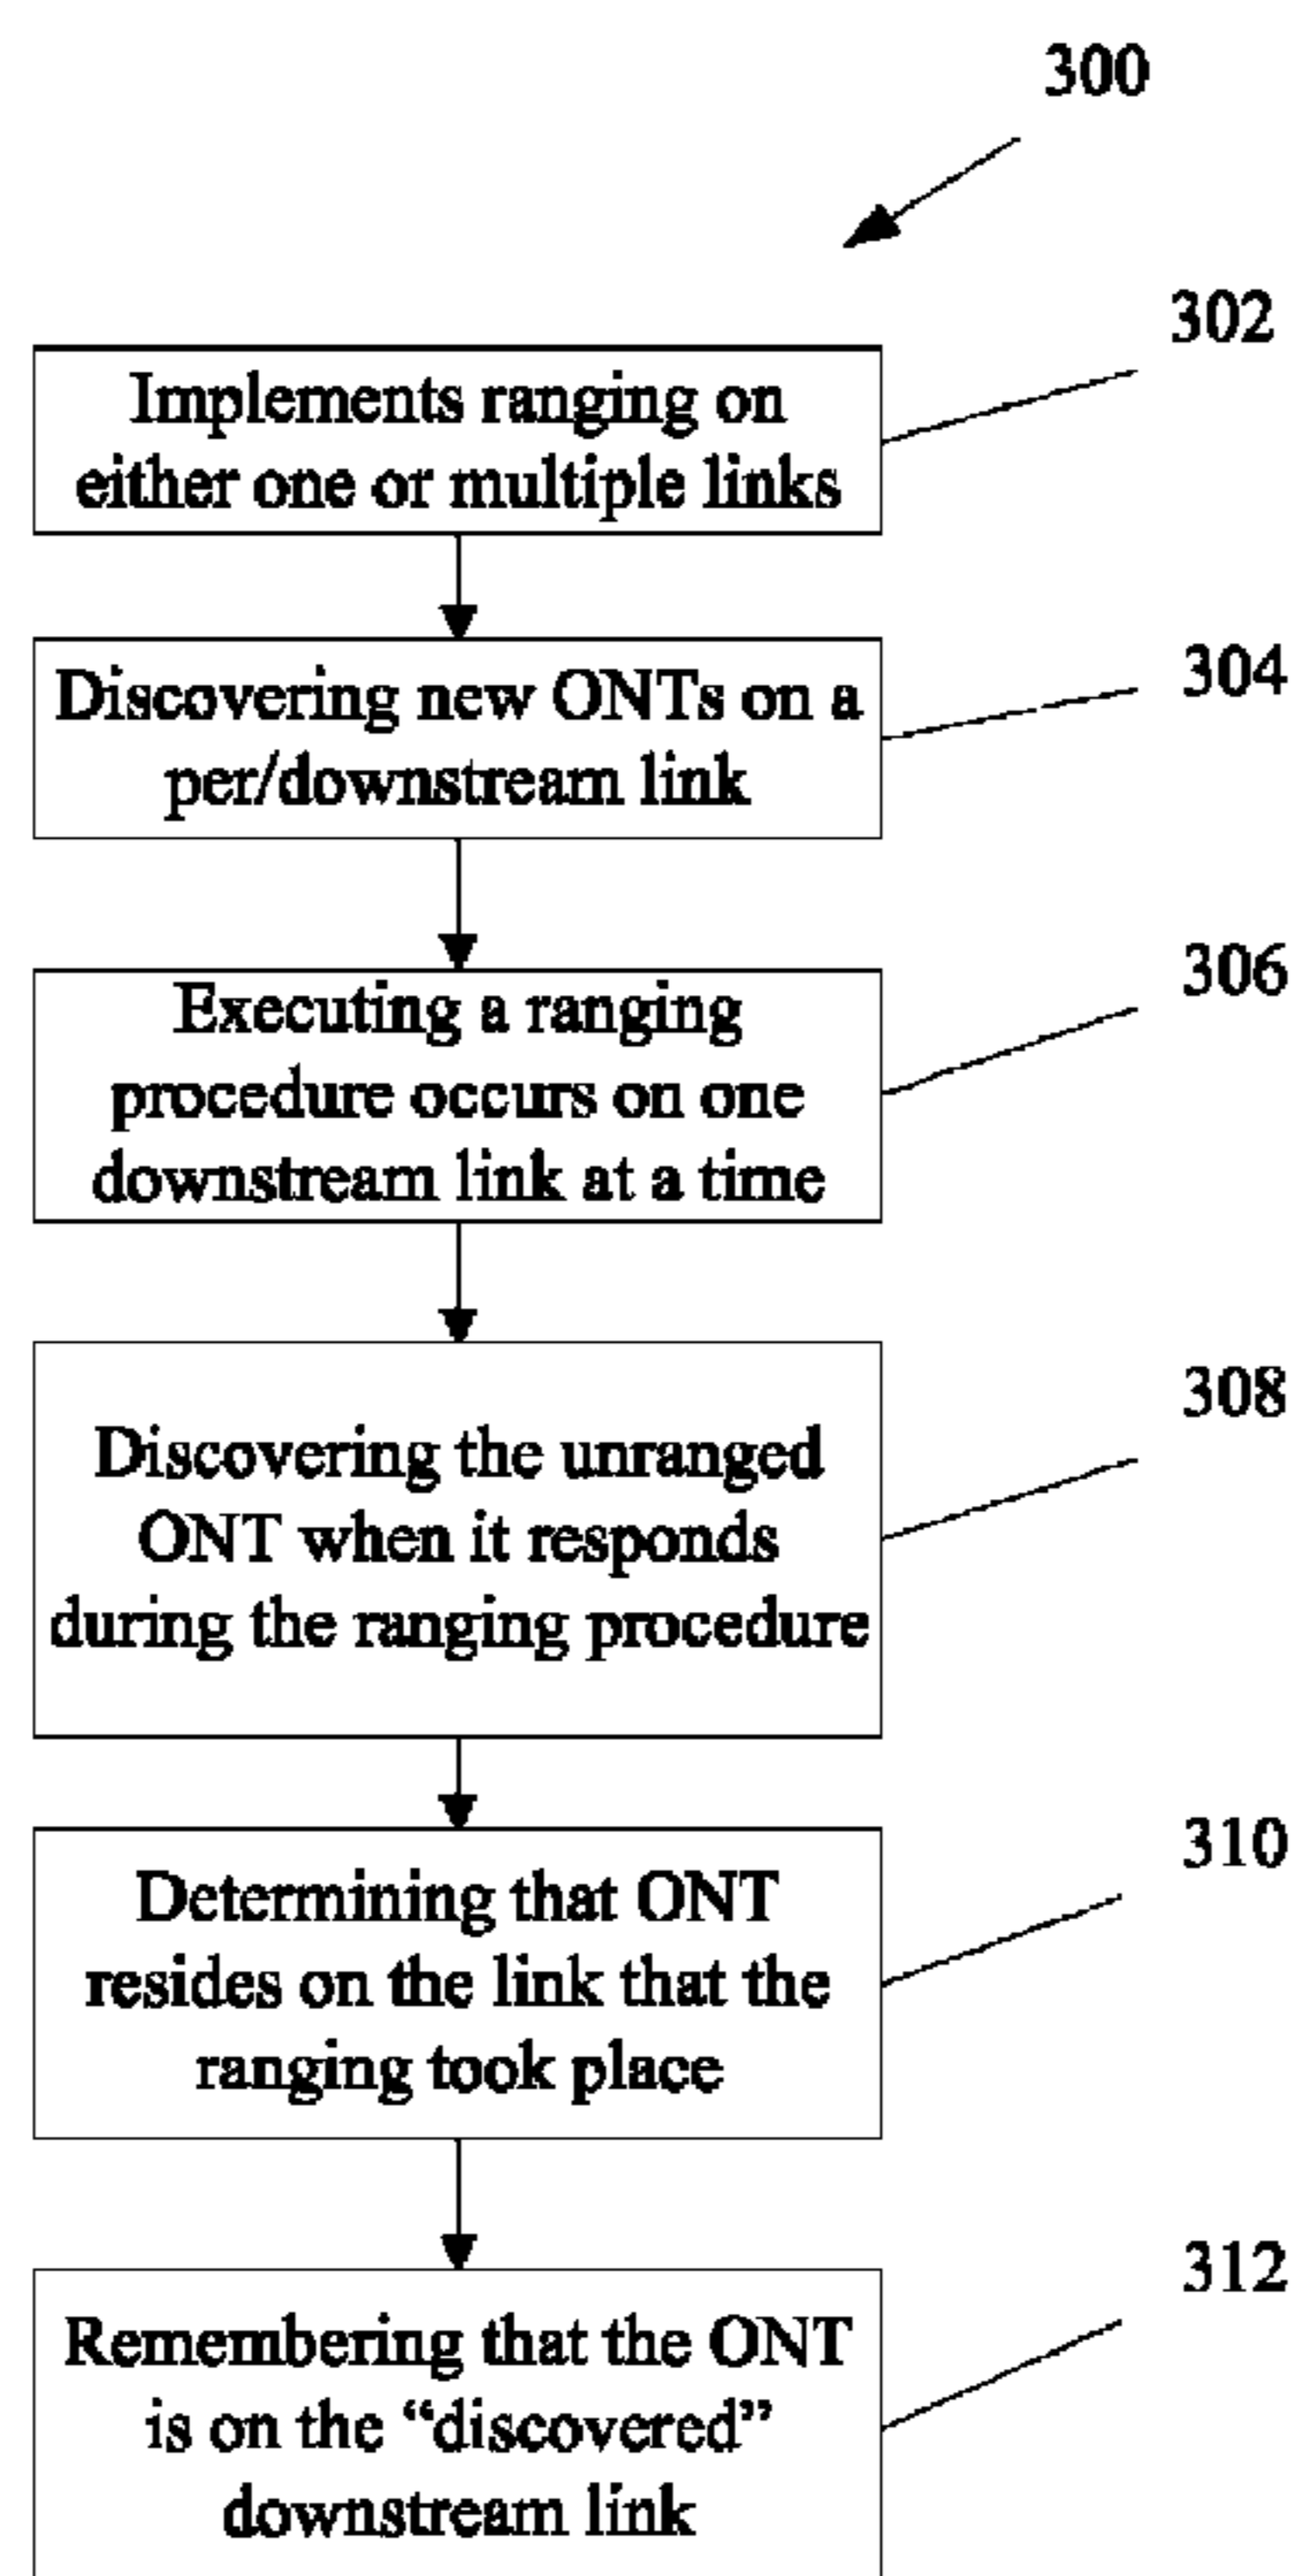 300
302
Implements ranging on
either one or multiple links
304
Discovering new ONTs on a
per/downstream link
306
Executing a ranging
procedure occurs on one
downstream link at a time
308
Discovering the unranged
ONT when it responds
during the ranging procedure
310
Determining that ONT
resides on the link that the
ranging took place
312
Remembering that the ONT
is on the “discovered”
downstream link